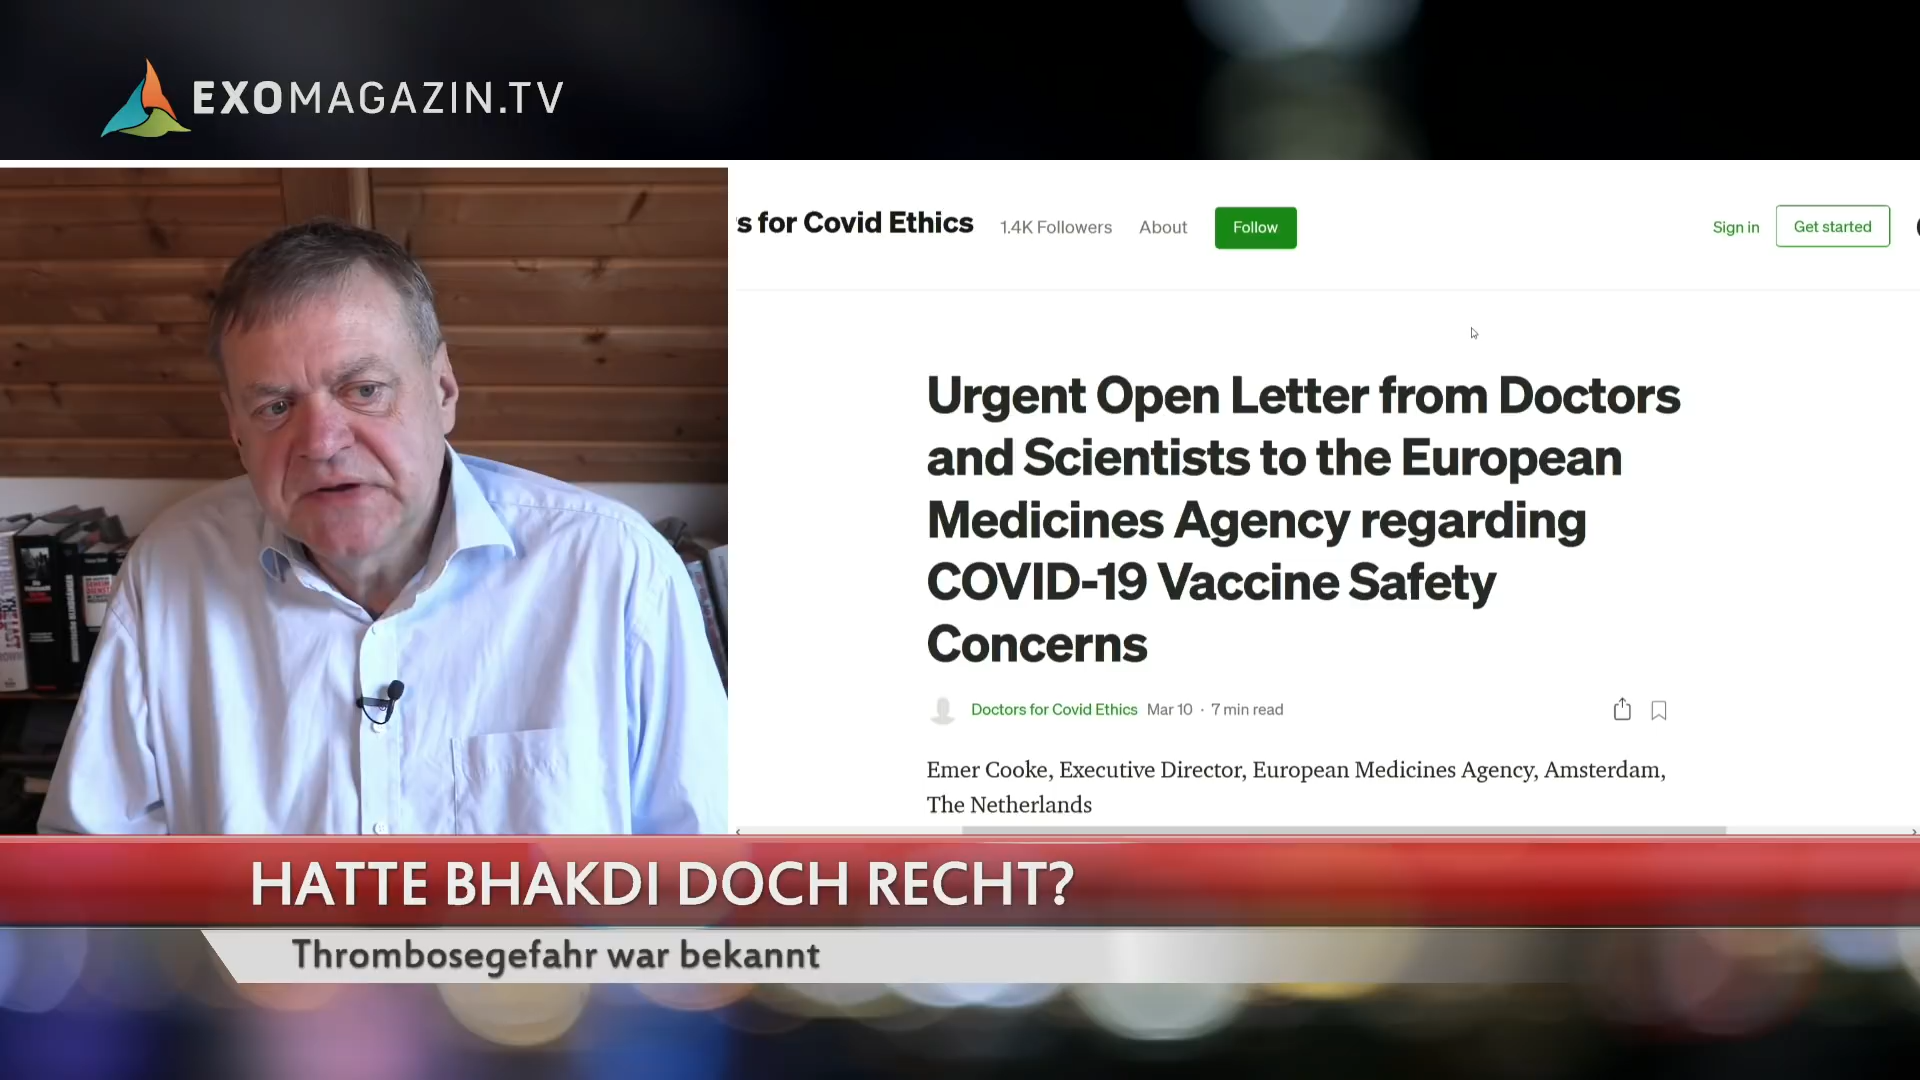 EXOMAGAZIN.TV
s for Covid Ethics
1.4K Followers
About
Follow
Sign in
Get started
Urgent Open Letter from Doctors
and Scientists to the European
Medicines Agency regarding
COVID-19 Vaccine Safety
Concerns
Doctors for Covid Ethics Mar 10 · 7 min read
Emer Cooke, Executive Director, European Medicines Agency, Amsterdam,
The Netherlands
HATTE BHAKDI DOCH RECHT?
Thrombosegefahr war bekannt